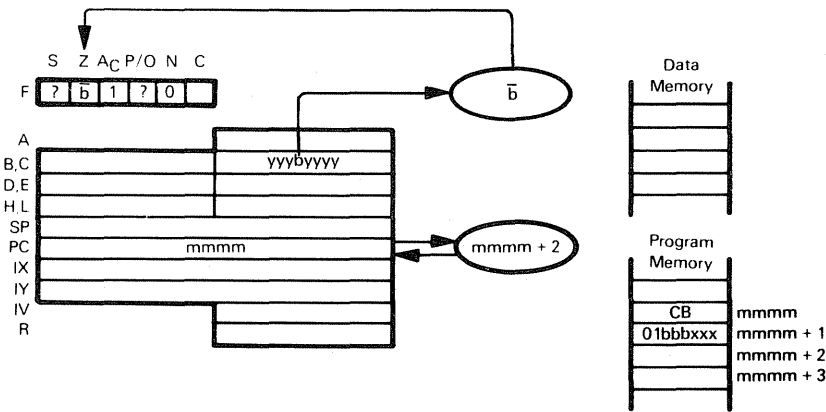 S Z AC P/O N C
F ? b̅ 1 ? 0
b̅
Data
Memory
A
B,C yyybyyyy
D,E
H,L
SP
PC mmmm
mmmm + 2
IX
IY
IV
R
Program
Memory
CB mmmm
01bbbxxx mmmm + 1
mmmm + 2
mmmm + 3